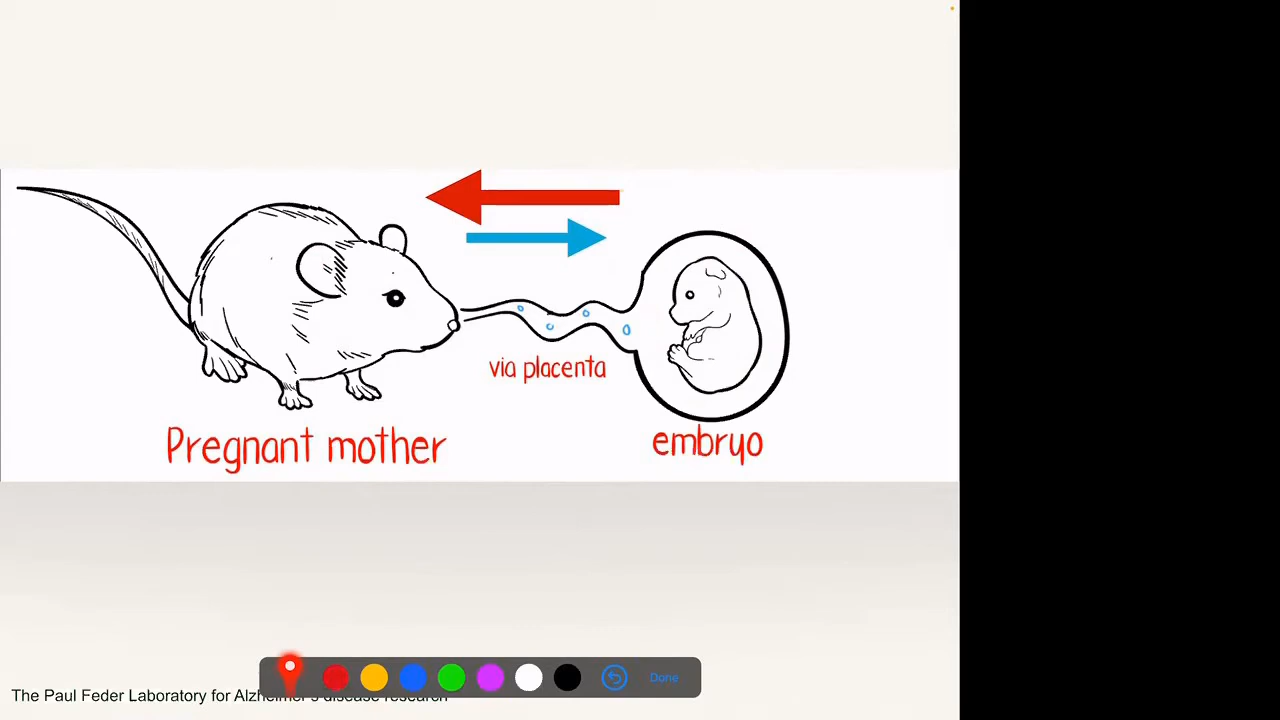 via placenta
Pregnant mother
embryo
Done
The Paul Feder Laboratory for Alzheimer's disease research